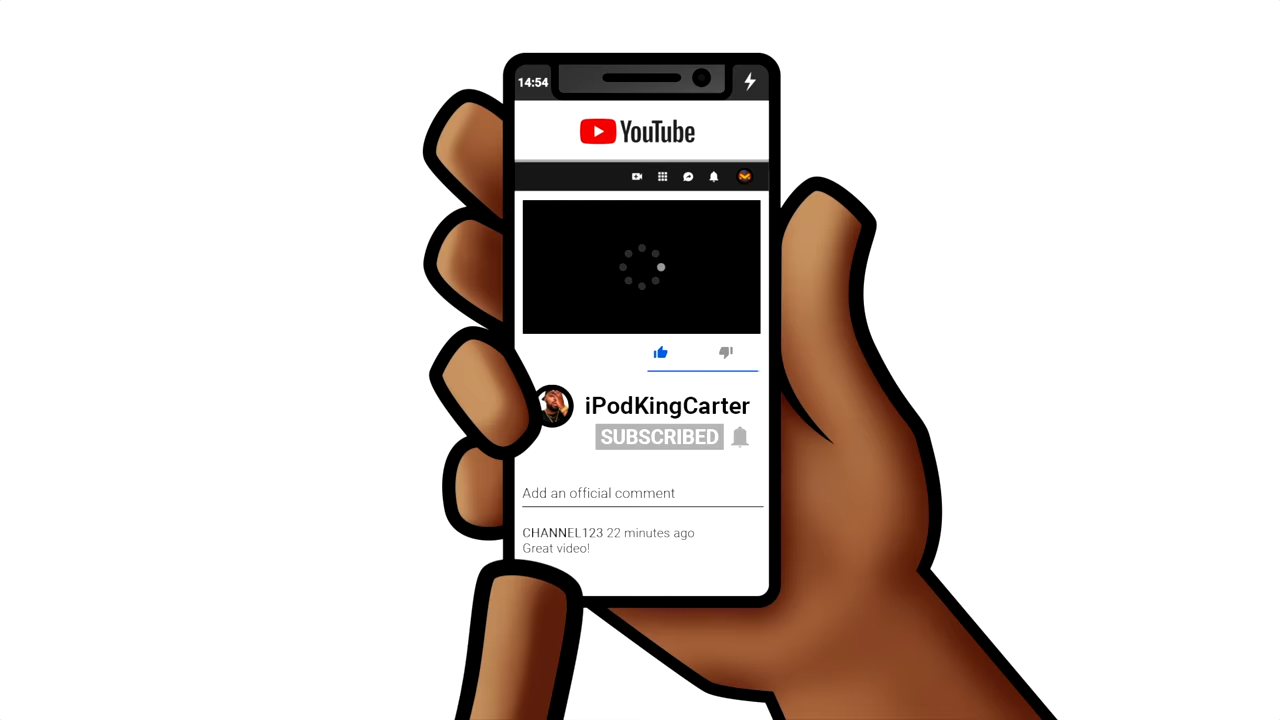 14:54
YouTube
iPodKingCarter
SUBSCRIBED
Add an official comment
CHANNEL123 22 minutes ago
Great video!